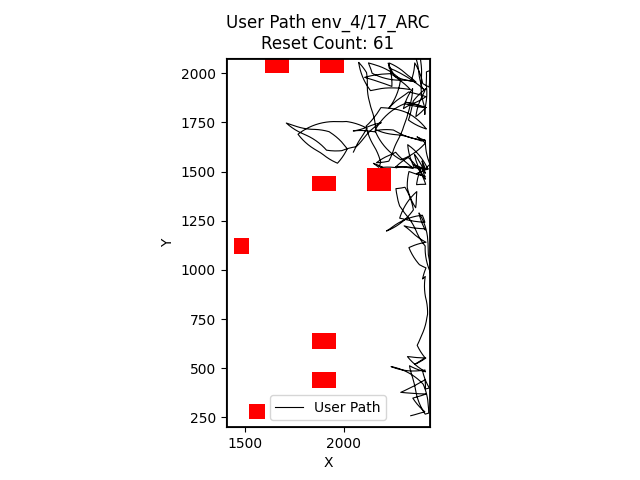 User Path env_4/17_ARC
Reset Count: 61
2000
1750
1500
1250
1000
750
500
250
Y
User Path
1500 2000
X